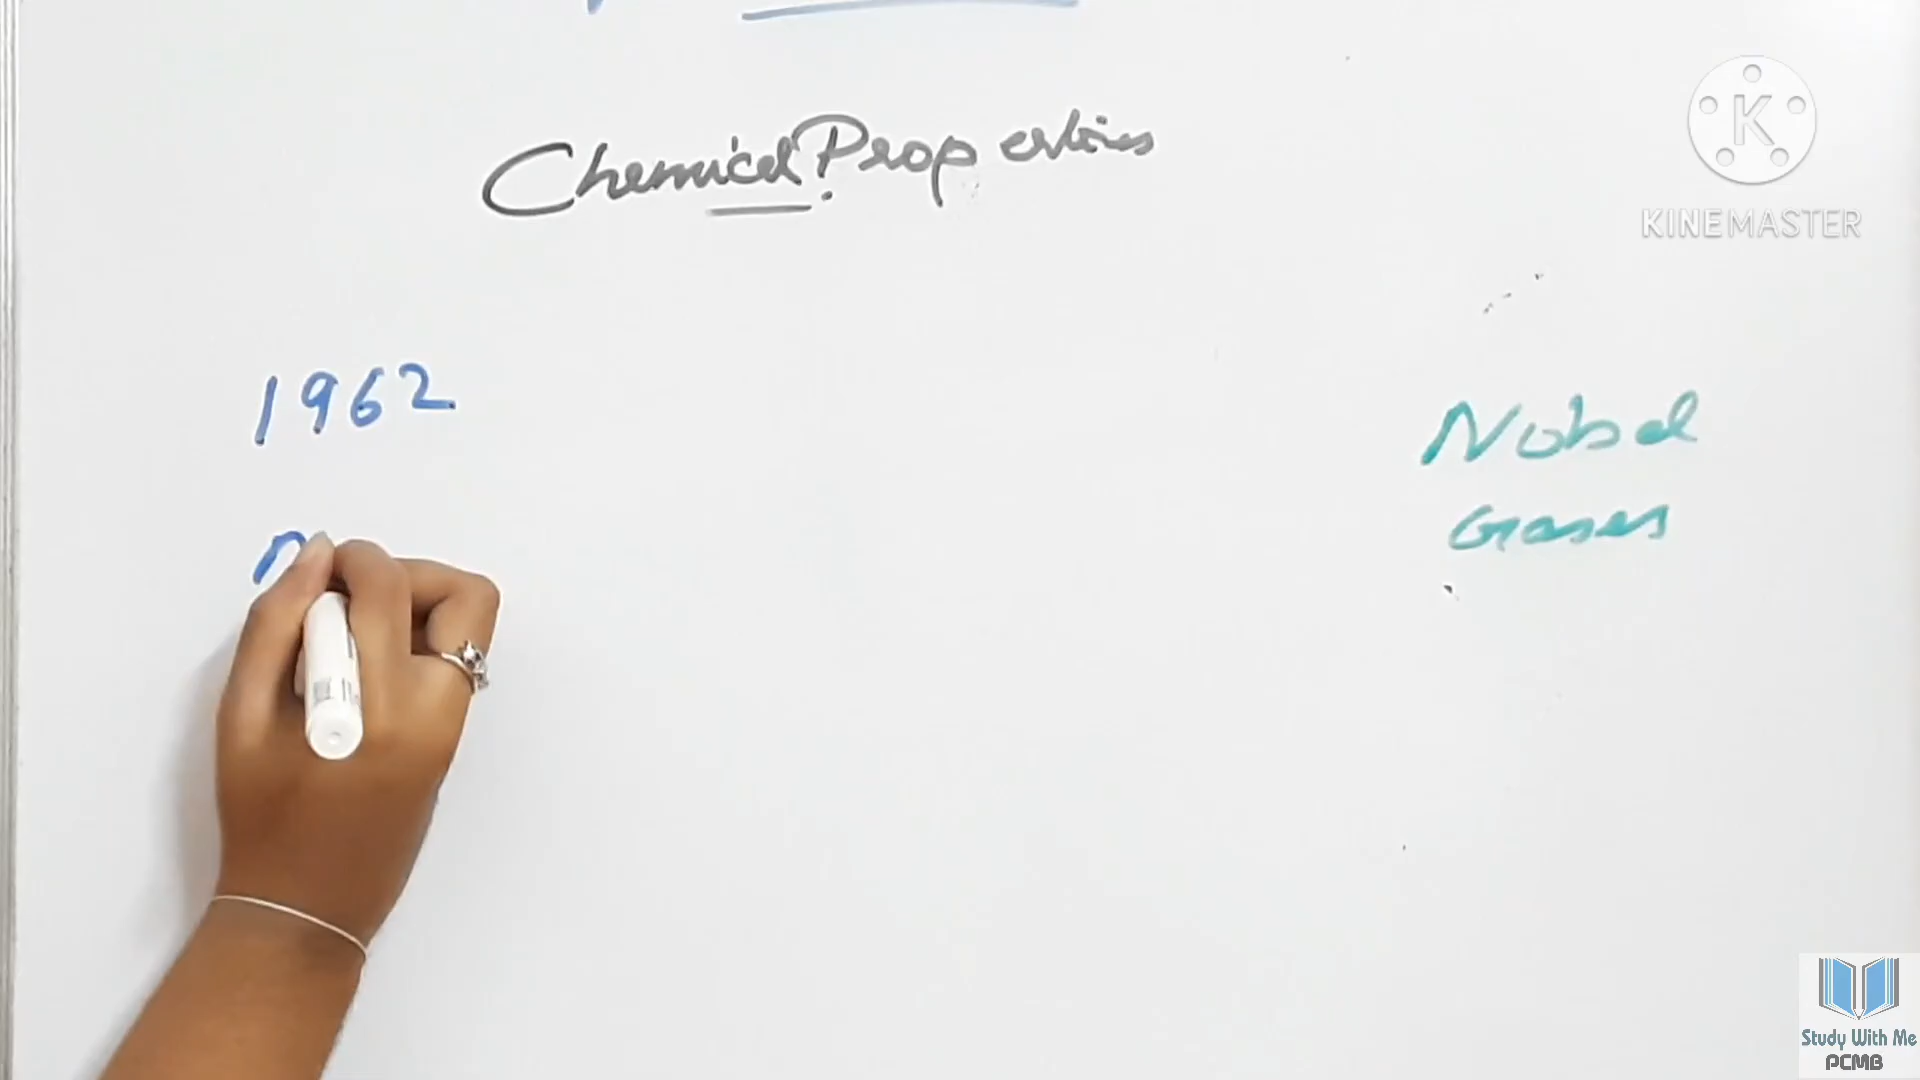 Chemical Properties
KINEMASTER
1962
Nobel
Gases
Study With Me
PCMB